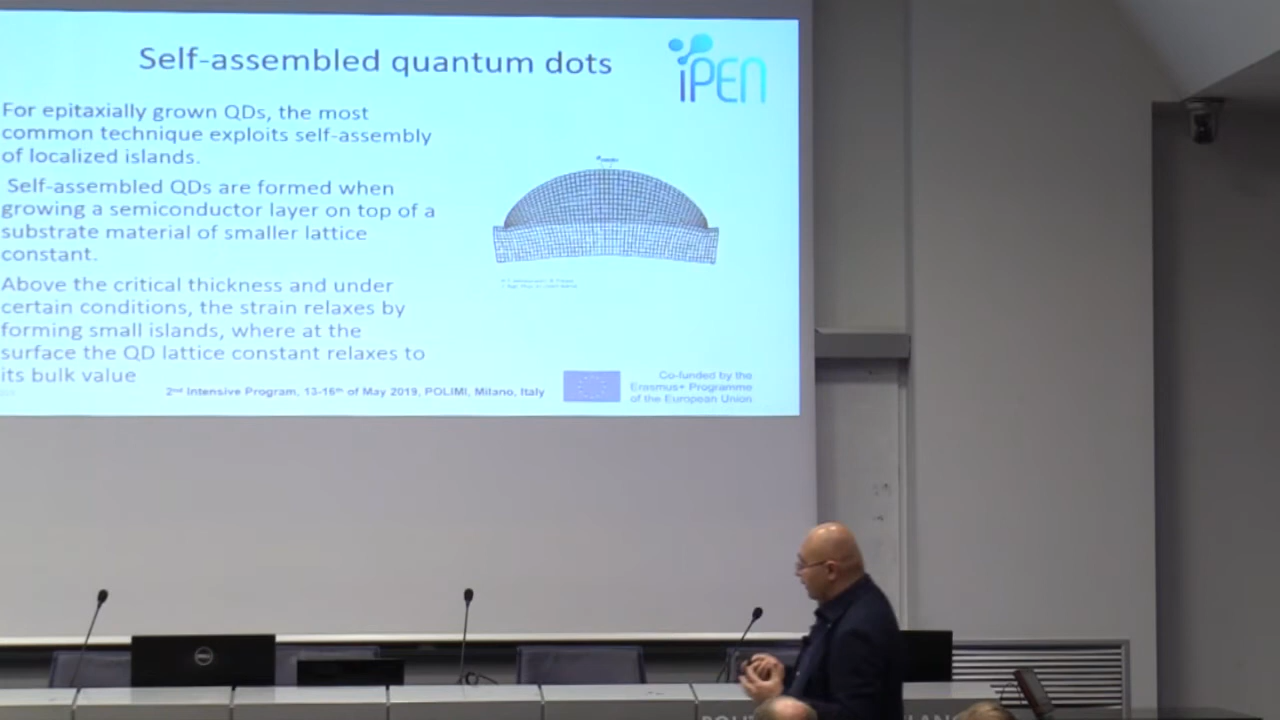 Self-assembled quantum dots
iPEN
For epitaxially grown QDs, the most
common technique exploits self-assembly
of localized islands.
Self-assembled QDs are formed when
growing a semiconductor layer on top of a
substrate material of smaller lattice
constant.
Above the critical thickness and under
certain conditions, the strain relaxes by
forming small islands, where at the
surface the QD lattice constant relaxes to
its bulk value
2nd Intensive Program, 13-16th of May 2019, POLIMI, Milano, Italy
Co-funded by the
Erasmus+ Programme
of the European Union
DELL